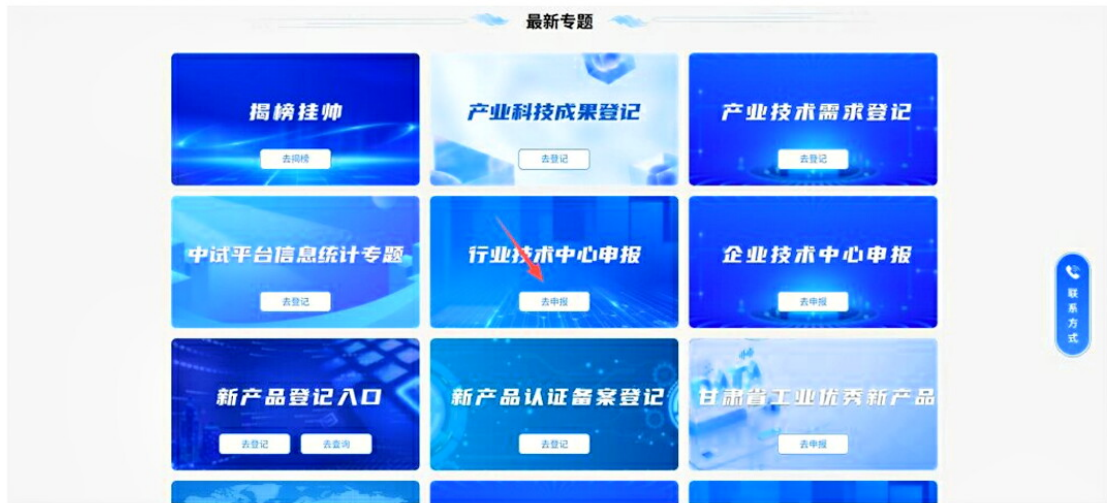 最新专题
揭榜挂帅
去揭榜
产业科技成果登记
去登记
产业技术需求登记
去登记
中试平台信息统计专题
去登记
行业技术中心申报
去申报
企业技术中心申报
去申报
新产品登记入口
去登记
去查询
新产品认证备案登记
去登记
甘肃省工业优秀新产品
去申报
联系方式